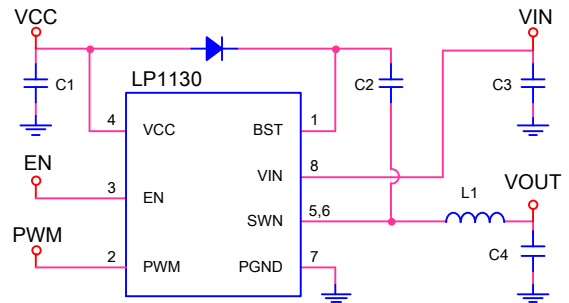 VCC
VIN
C1
LP1130
C2
C3
4
VCC
BST
1
VIN
8
EN
3
EN
L1
VOUT
SWN
5,6
PWM
2
PWM
PGND
7
C4